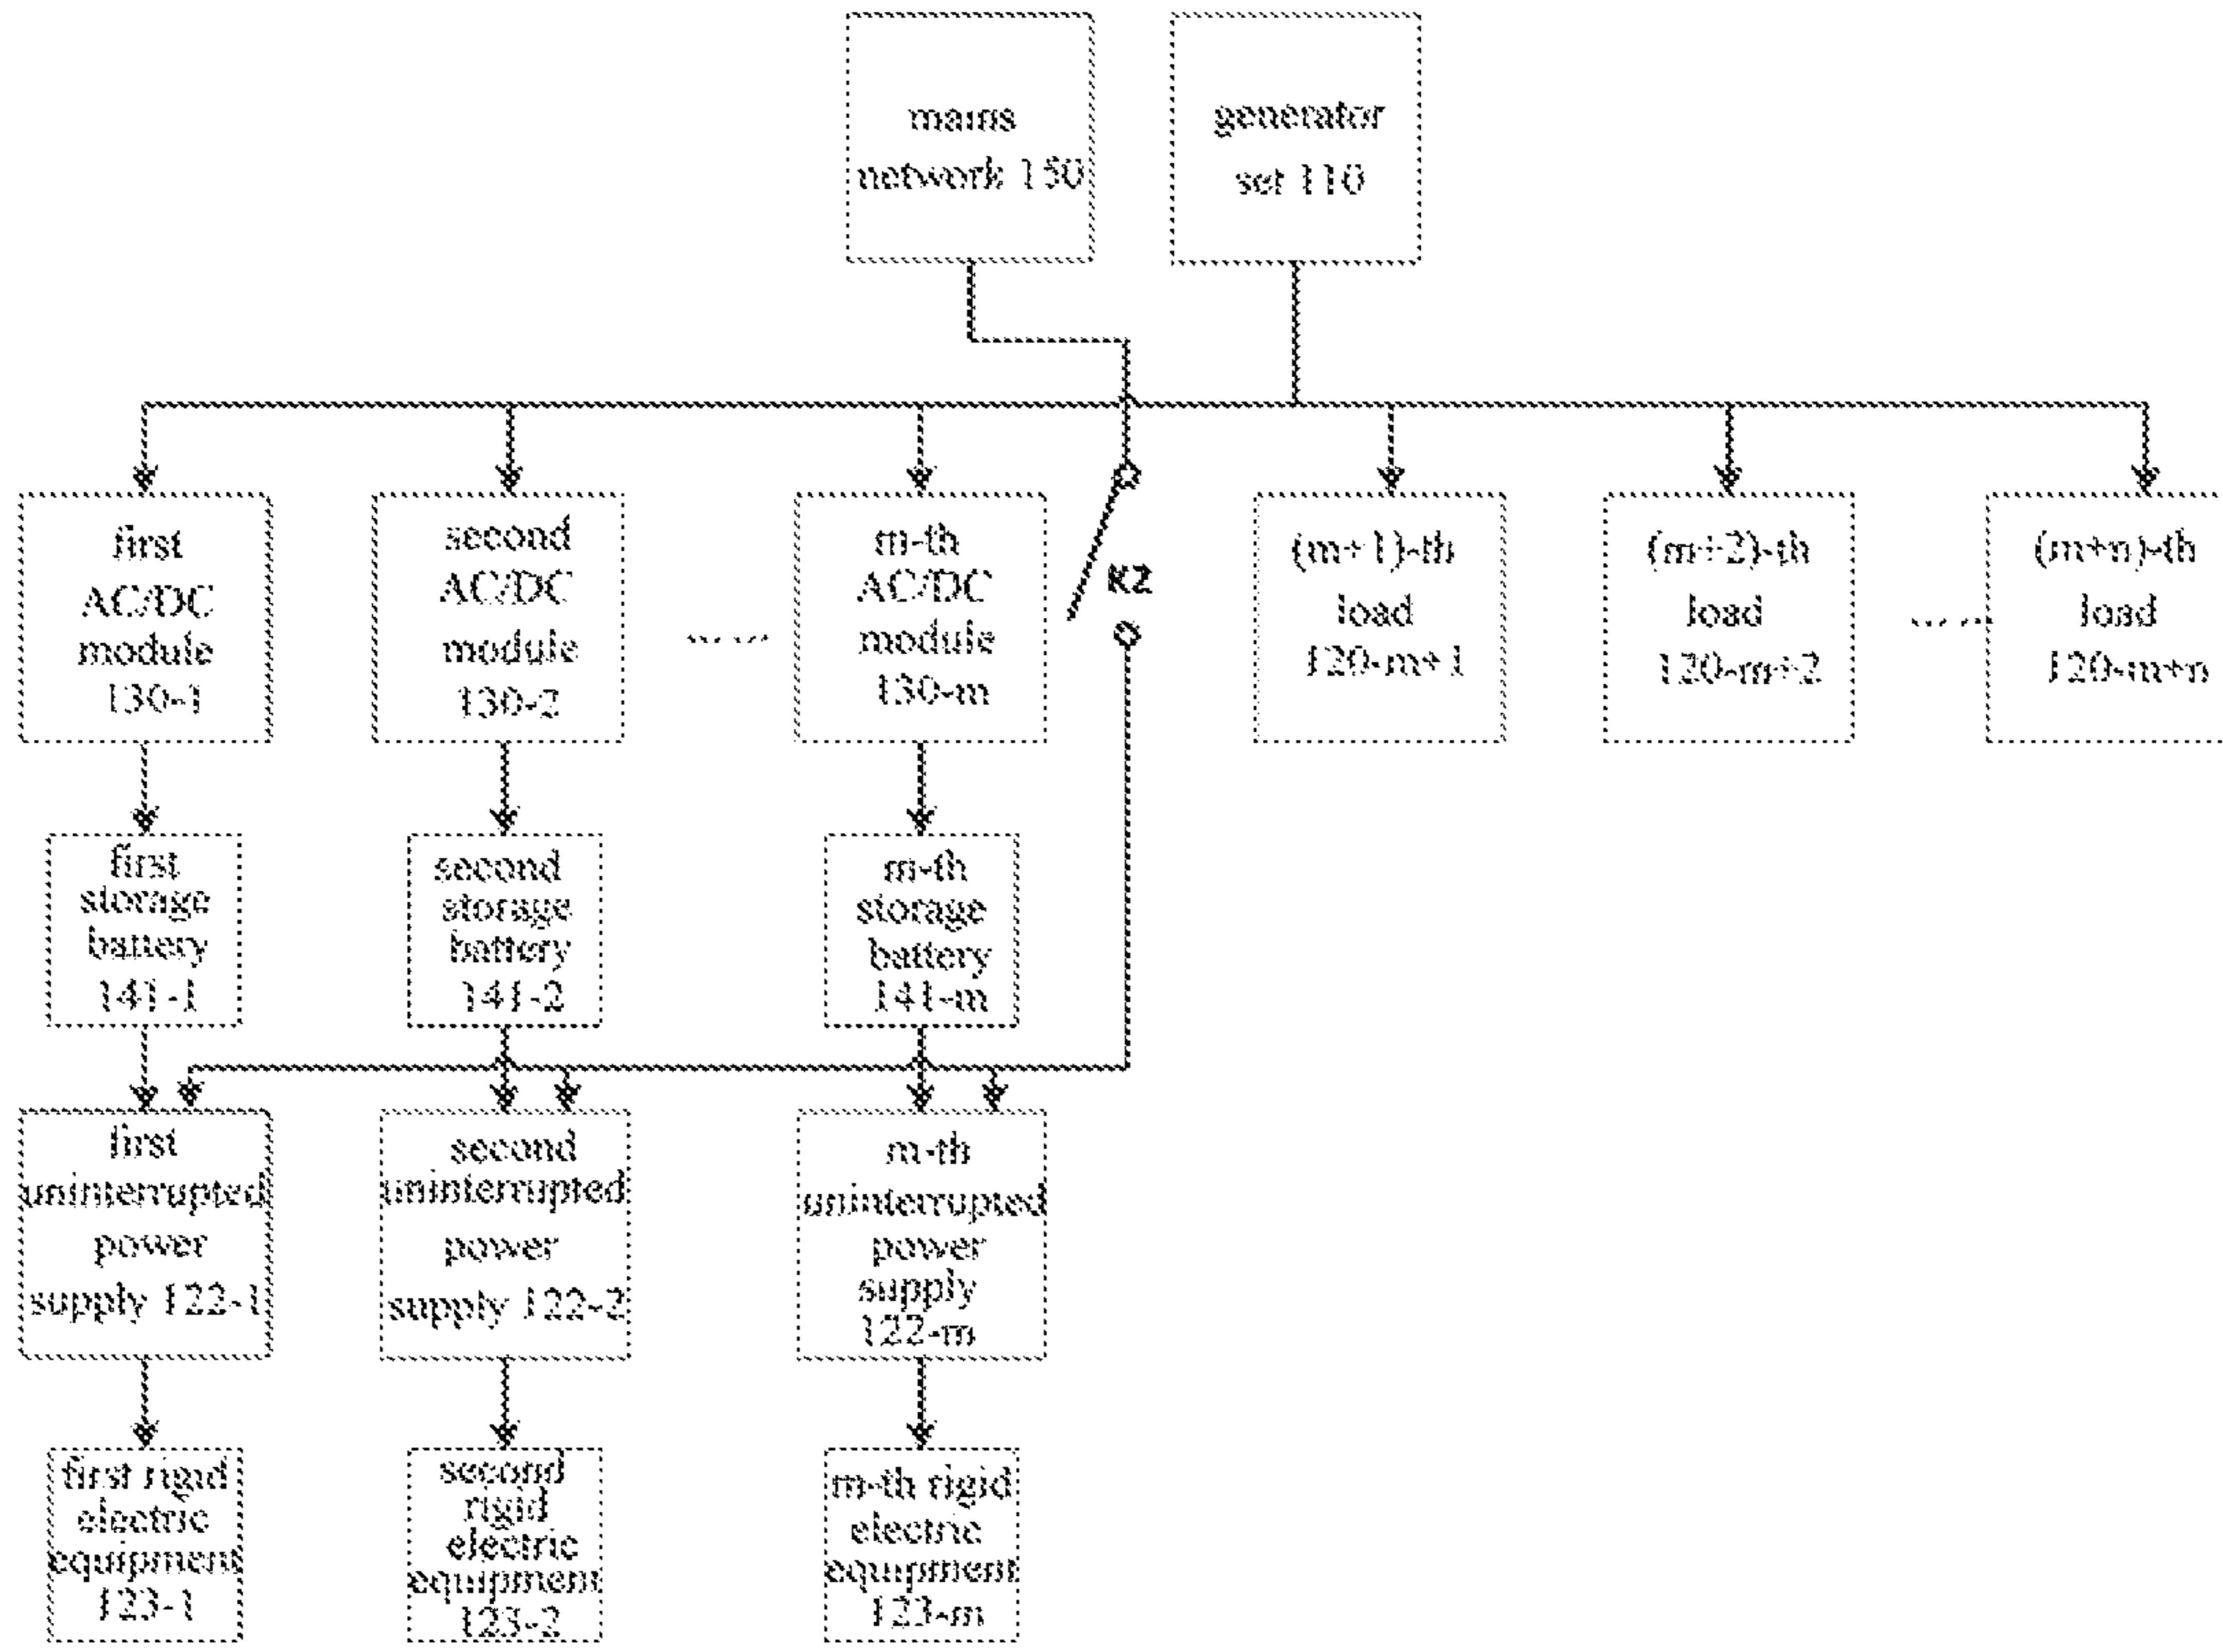 mains
network 150
generator
set 110
first
AC/DC
module
130-1
second
AC/DC
module
130-2
......
m-th
AC/DC
module
130-m
K2
(m+1)-th
load
120-m+1
(m+2)-th
load
120-m+2
......
(m+n)-th
load
120-m+n
first
storage
battery
141-1
second
storage
battery
141-2
m-th
storage
battery
141-m
first
uninterrupted
power
supply 122-1
second
uninterrupted
power
supply 122-2
m-th
uninterrupted
power
supply
122-m
first rigid
electric
equipment
123-1
second
rigid
electric
equipment
123-2
m-th rigid
electric
equipment
123-m